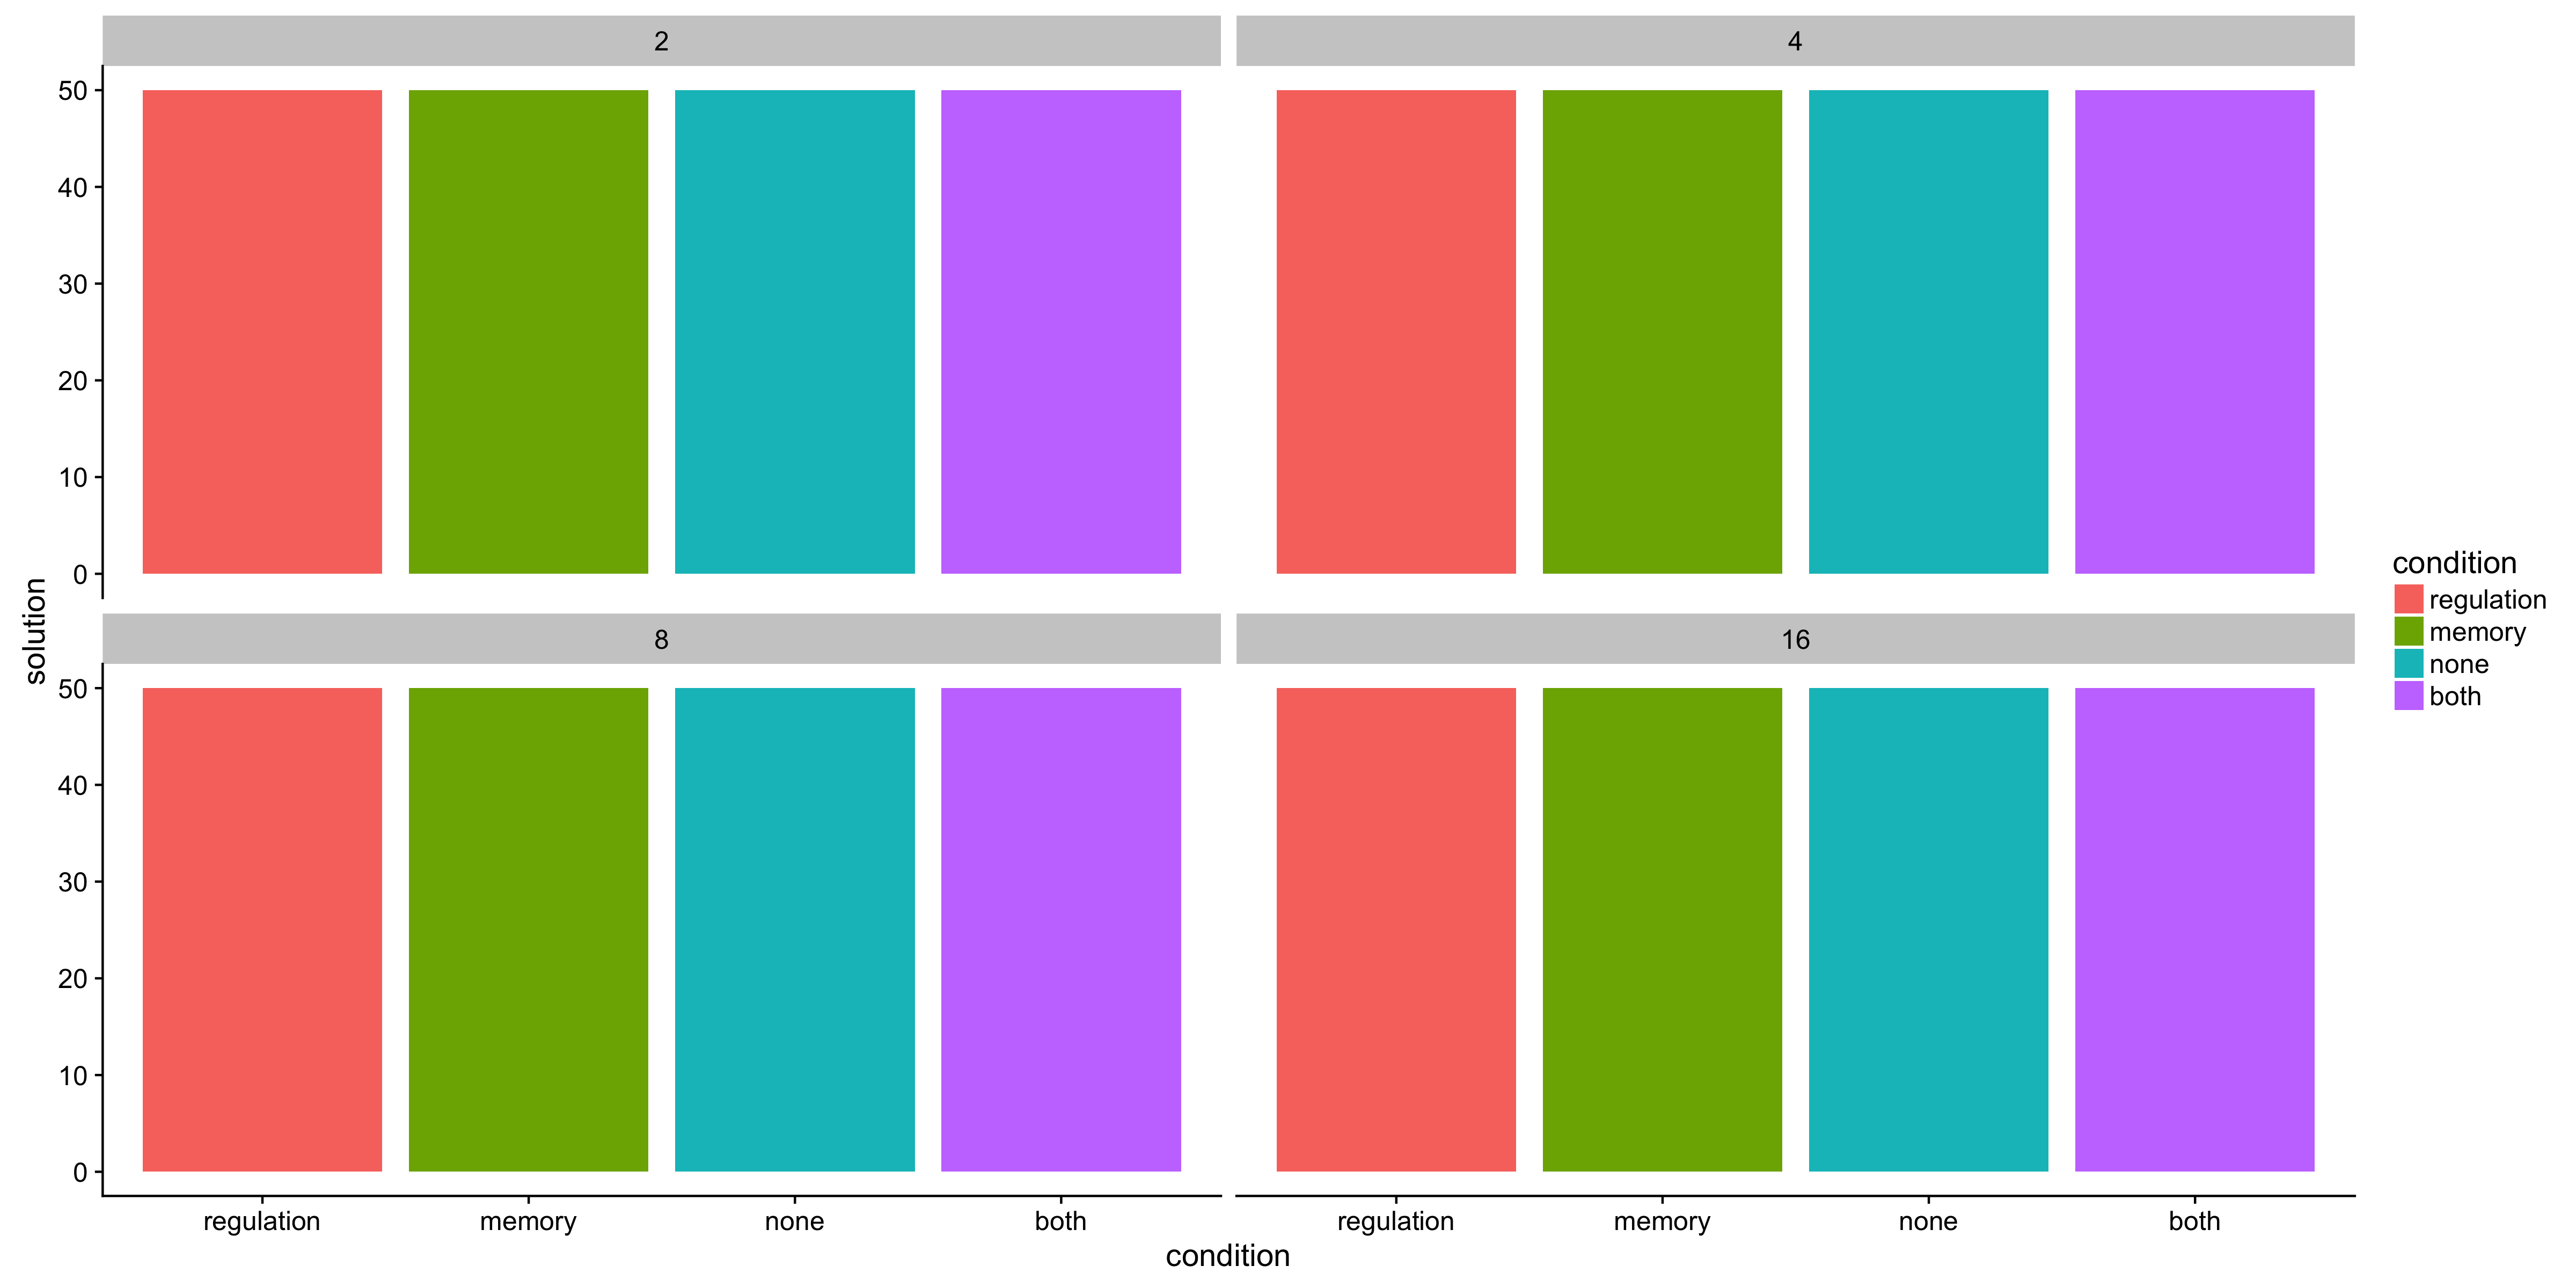 2
4
50
40
30
20
10
0
solution
8
16
50
40
30
20
10
0
regulation memory none both
regulation memory none both
condition
condition
regulation
memory
none
both